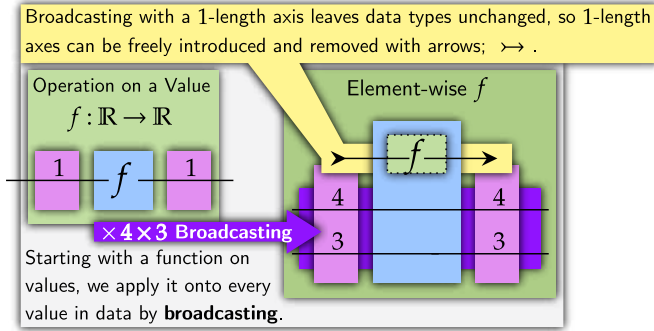 Broadcasting with a 1-length axis leaves data types unchanged, so 1-length
axes can be freely introduced and removed with arrows; ↣ .
Operation on a Value
f : ℝ → ℝ
1 f 1
Element-wise f
f
4 4
3 3
×4×3 Broadcasting
Starting with a function on
values, we apply it onto every
value in data by broadcasting.